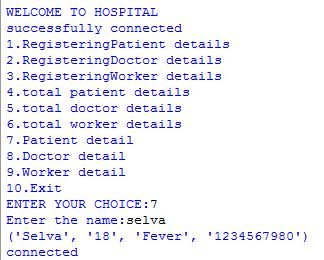 WELCOME TO HOSPITAL
successfully connected
1.RegisteringPatient details
2.RegisteringDoctor details
3.RegisteringWorker details
4.total patient details
5.total doctor details
6.total worker details
7.Patient detail
8.Doctor detail
9.Worker detail
10.Exit
ENTER YOUR CHOICE:7
Enter the name:selva
('Selva', '18', 'Fever', '1234567980')
connected